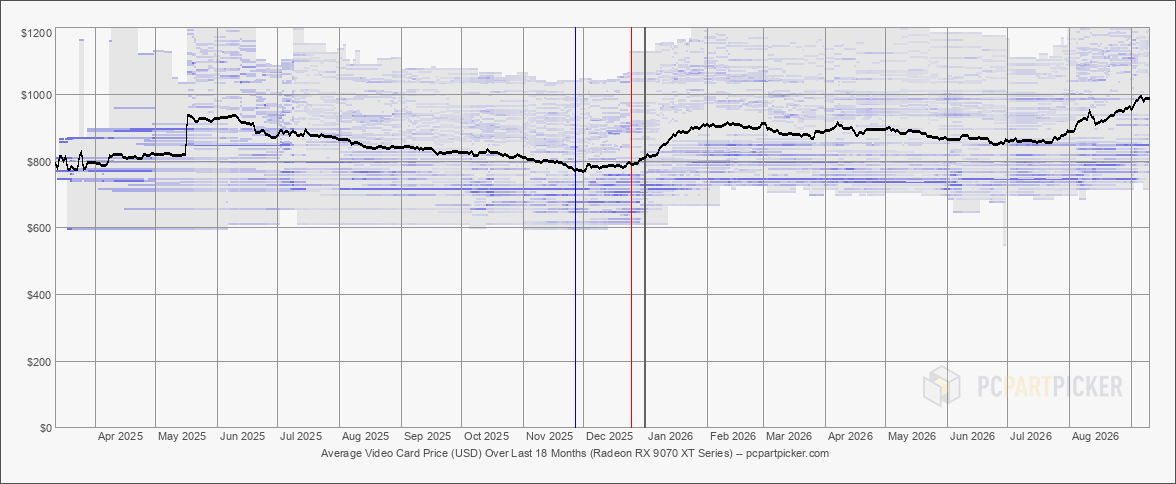 $1200
$1000
$800
$600
$400
$200
$0
PCPARTPICKER
Apr 2025 May 2025 Jun 2025 Jul 2025 Aug 2025 Sep 2025 Oct 2025 Nov 2025 Dec 2025 Jan 2026 Feb 2026 Mar 2026 Apr 2026 May 2026 Jun 2026 Jul 2026 Aug 2026
Average Video Card Price (USD) Over Last 18 Months (Radeon RX 9070 XT Series) -- pcpartpicker.com